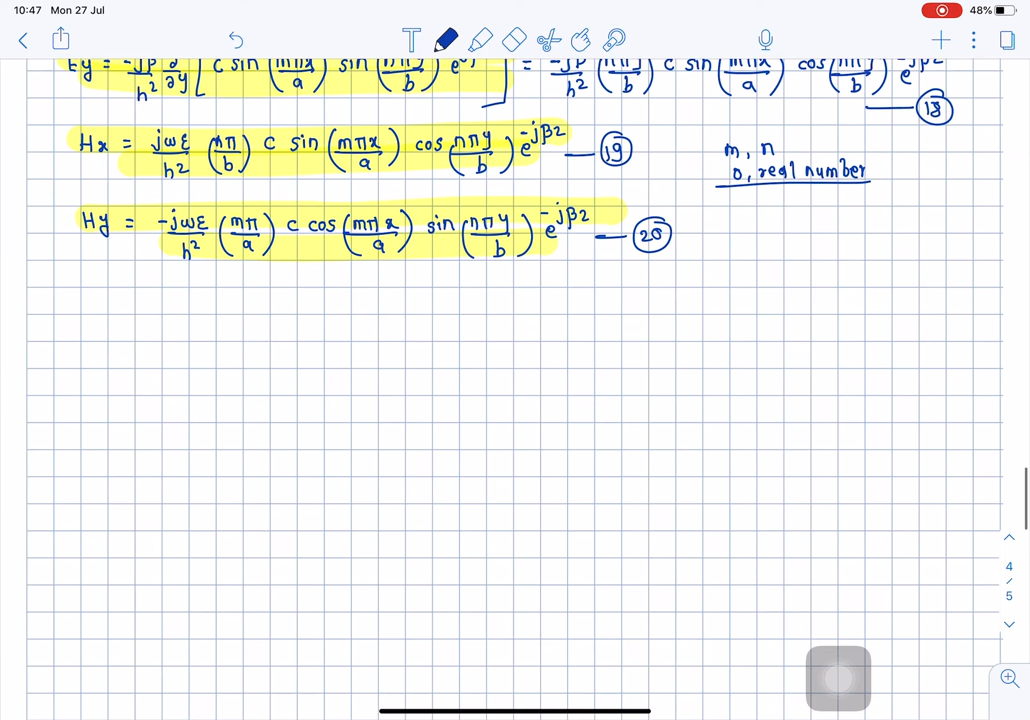 10:47 Mon 27 Jul
48%
Ey = -jβ/h² ∂/∂y [ c sin (mπx/a) sin (nπy/b) e ] = -jβ/h² (nπy/b) c sin (mπx/a) cos (nπy/b) e^-jβz — 18
Hx = jωε/h² (nπ/b) c sin (mπx/a) cos (nπy/b) e^-jβz — 19
m, n
0, real number
Hy = -jωε/h² (mπ/a) c cos (mπx/a) sin (nπy/b) e^-jβz — 20
4
/
5